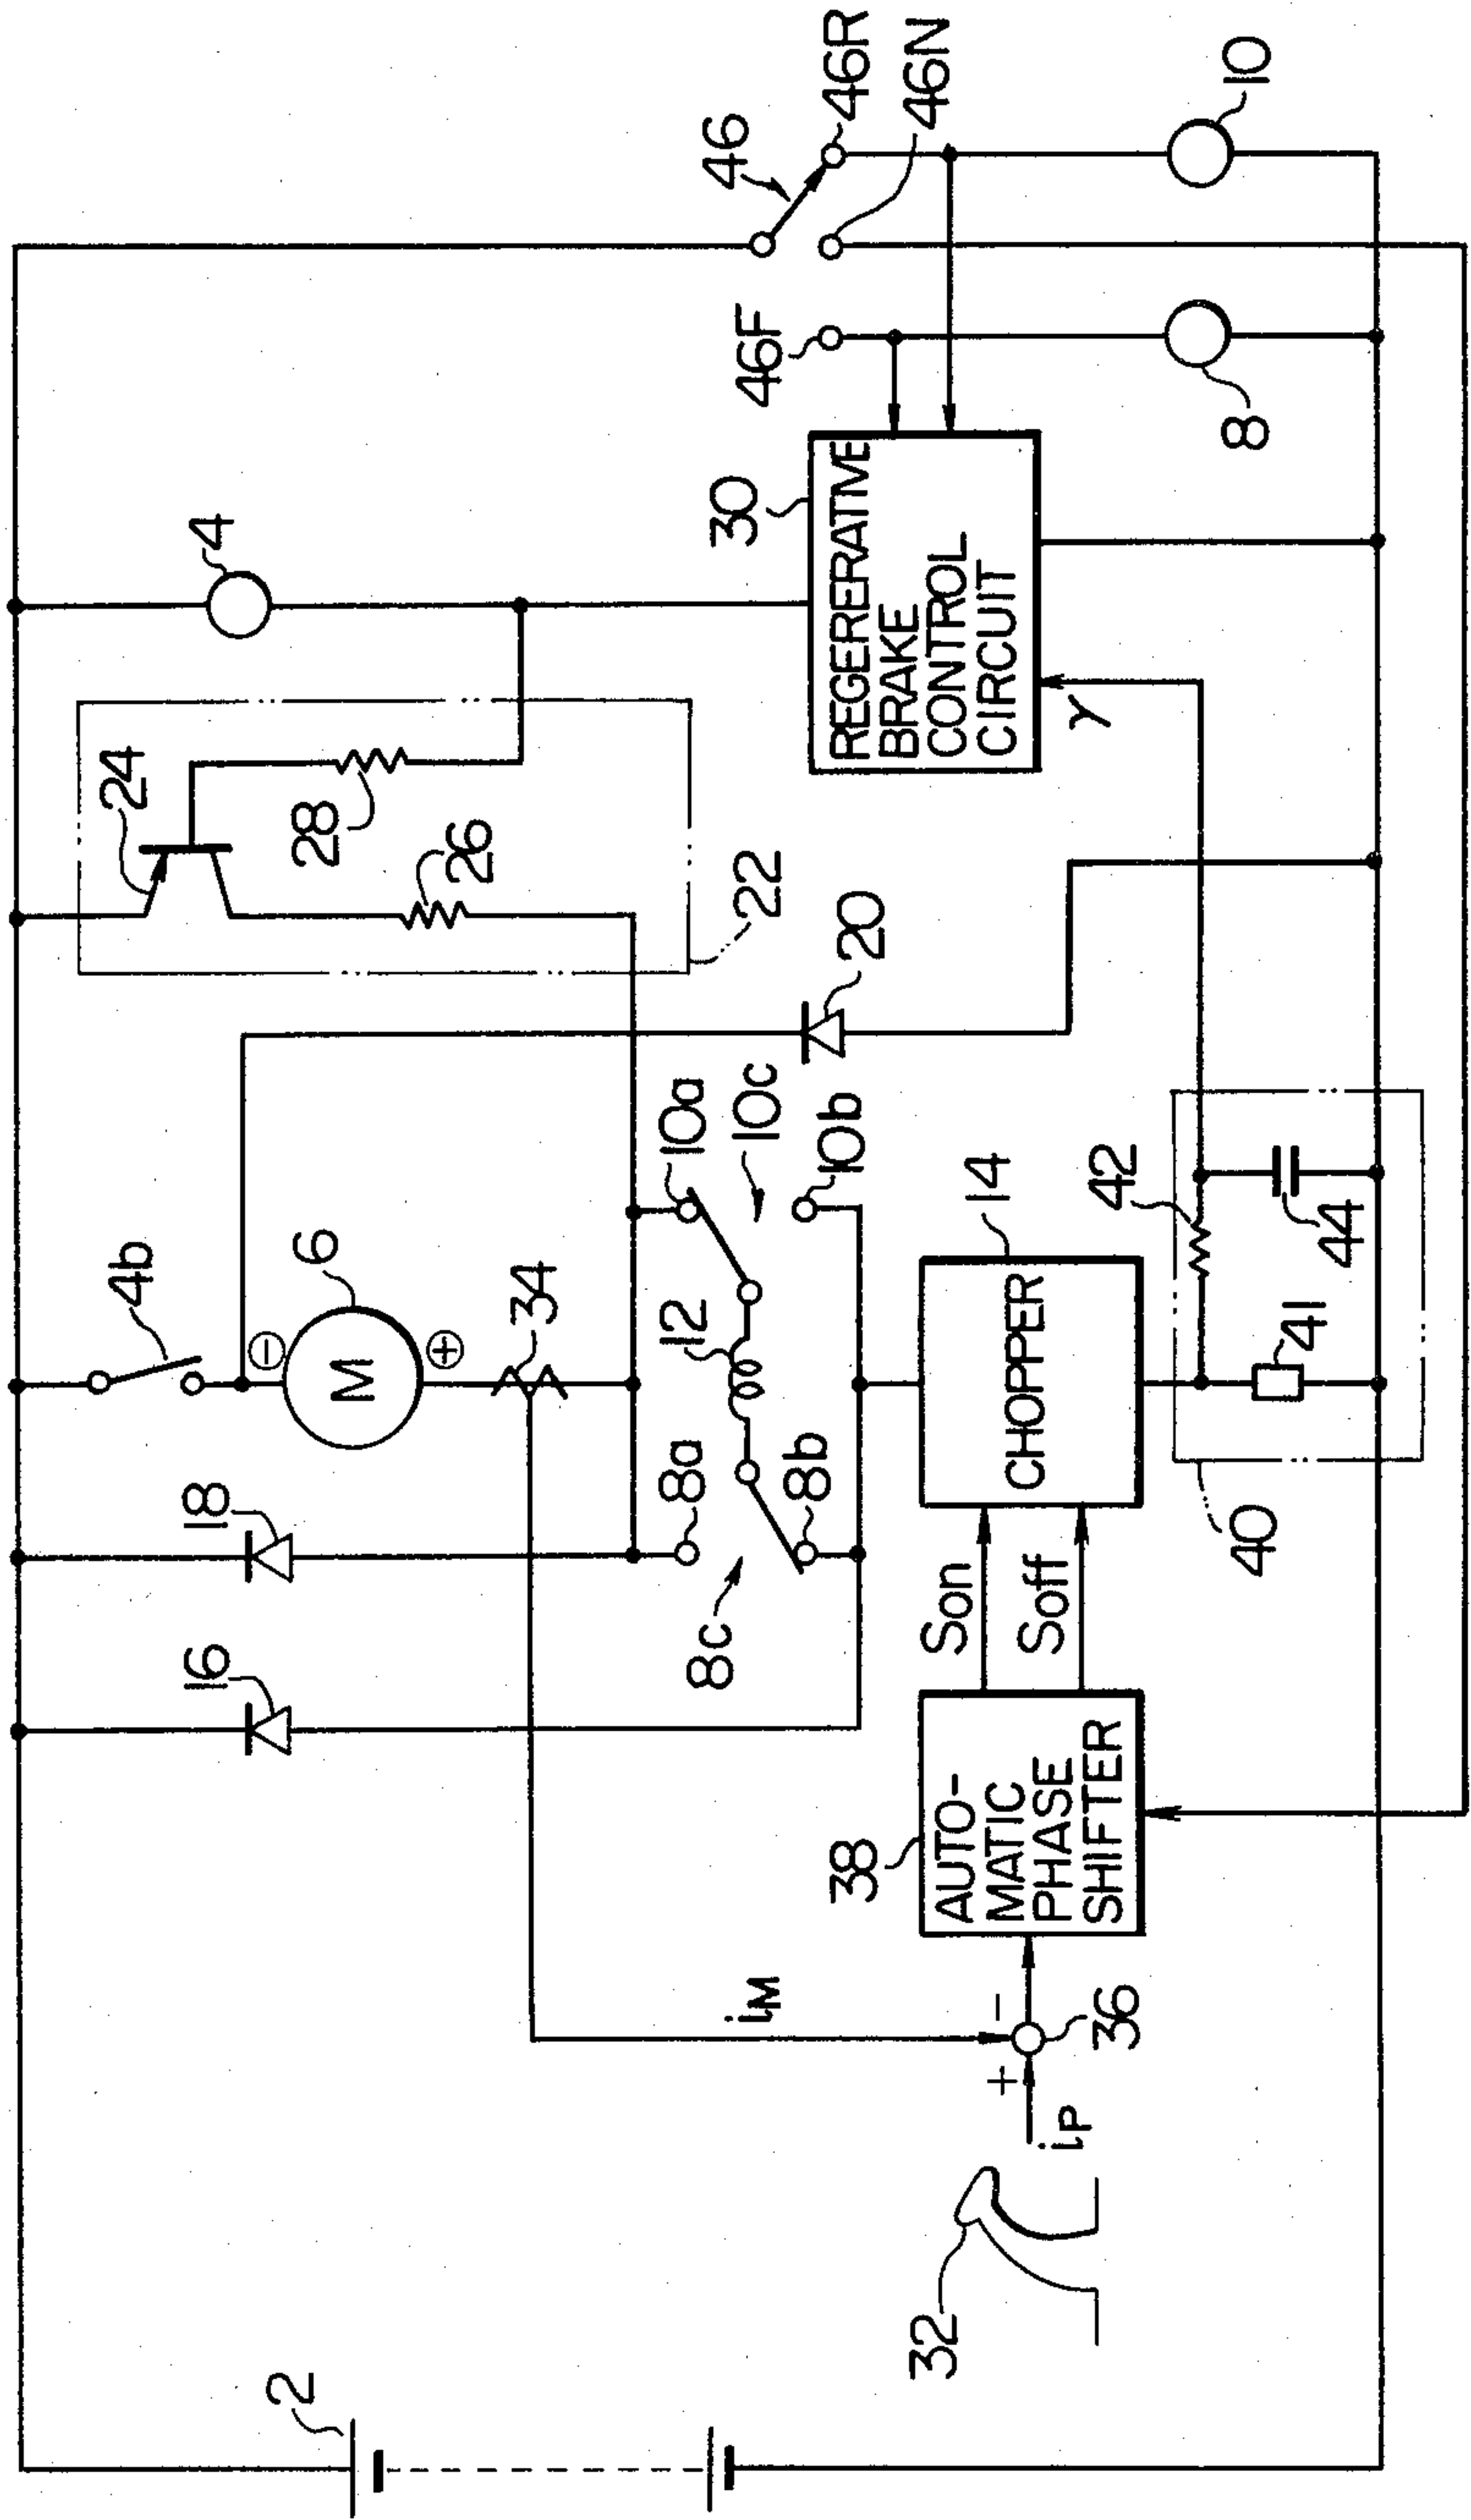 2
4b
6
⊖
M
⊕
34
18
16
24
28
26
22
4
46
46R
46N
46F
10
8
30
REGERERATIVE
BRAKE
CONTROL
CIRCUIT
γ
20
10a
10c
10b
12
8a
8b
8c
14
CHOPPER
42
44
41
40
Son
Soff
38
AUTO-
MATIC
PHASE
SHIFTER
iM
-
+
iP
36
32